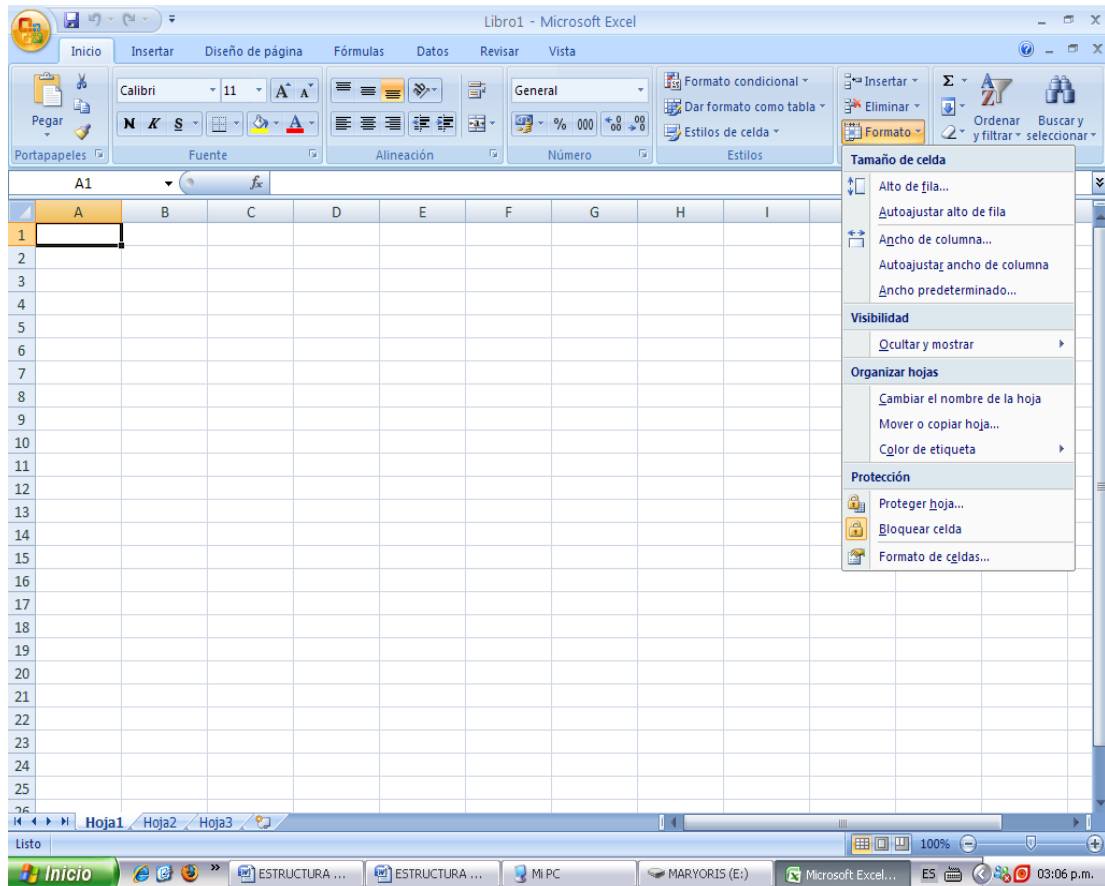 Libro1 - Microsoft Excel
Inicio Insertar Diseño de página Fórmulas Datos Revisar Vista
Pegar
Portapapeles
Calibri 11 A A
N K S A
Fuente
Alineación
General
% 000
Número
Formato condicional
Dar formato como tabla
Estilos de celda
Estilos
Insertar
Eliminar
Formato
Σ
Ordenar y filtrar
Buscar y seleccionar
A1 fx
Tamaño de celda
Alto de fila...
Autoajustar alto de fila
Ancho de columna...
Autoajustar ancho de columna
Ancho predeterminado...
Visibilidad
Ocultar y mostrar
Organizar hojas
Cambiar el nombre de la hoja
Mover o copiar hoja...
Color de etiqueta
Protección
Proteger hoja...
Bloquear celda
Formato de celdas...
A B C D E F G H I
1
2
3
4
5
6
7
8
9
10
11
12
13
14
15
16
17
18
19
20
21
22
23
24
25
26
Hoja1 Hoja2 Hoja3
Listo 100%
Inicio » ESTRUCTURA ... ESTRUCTURA ... Mi PC MARYORIS (E:) Microsoft Excel... ES 03:06 p.m.